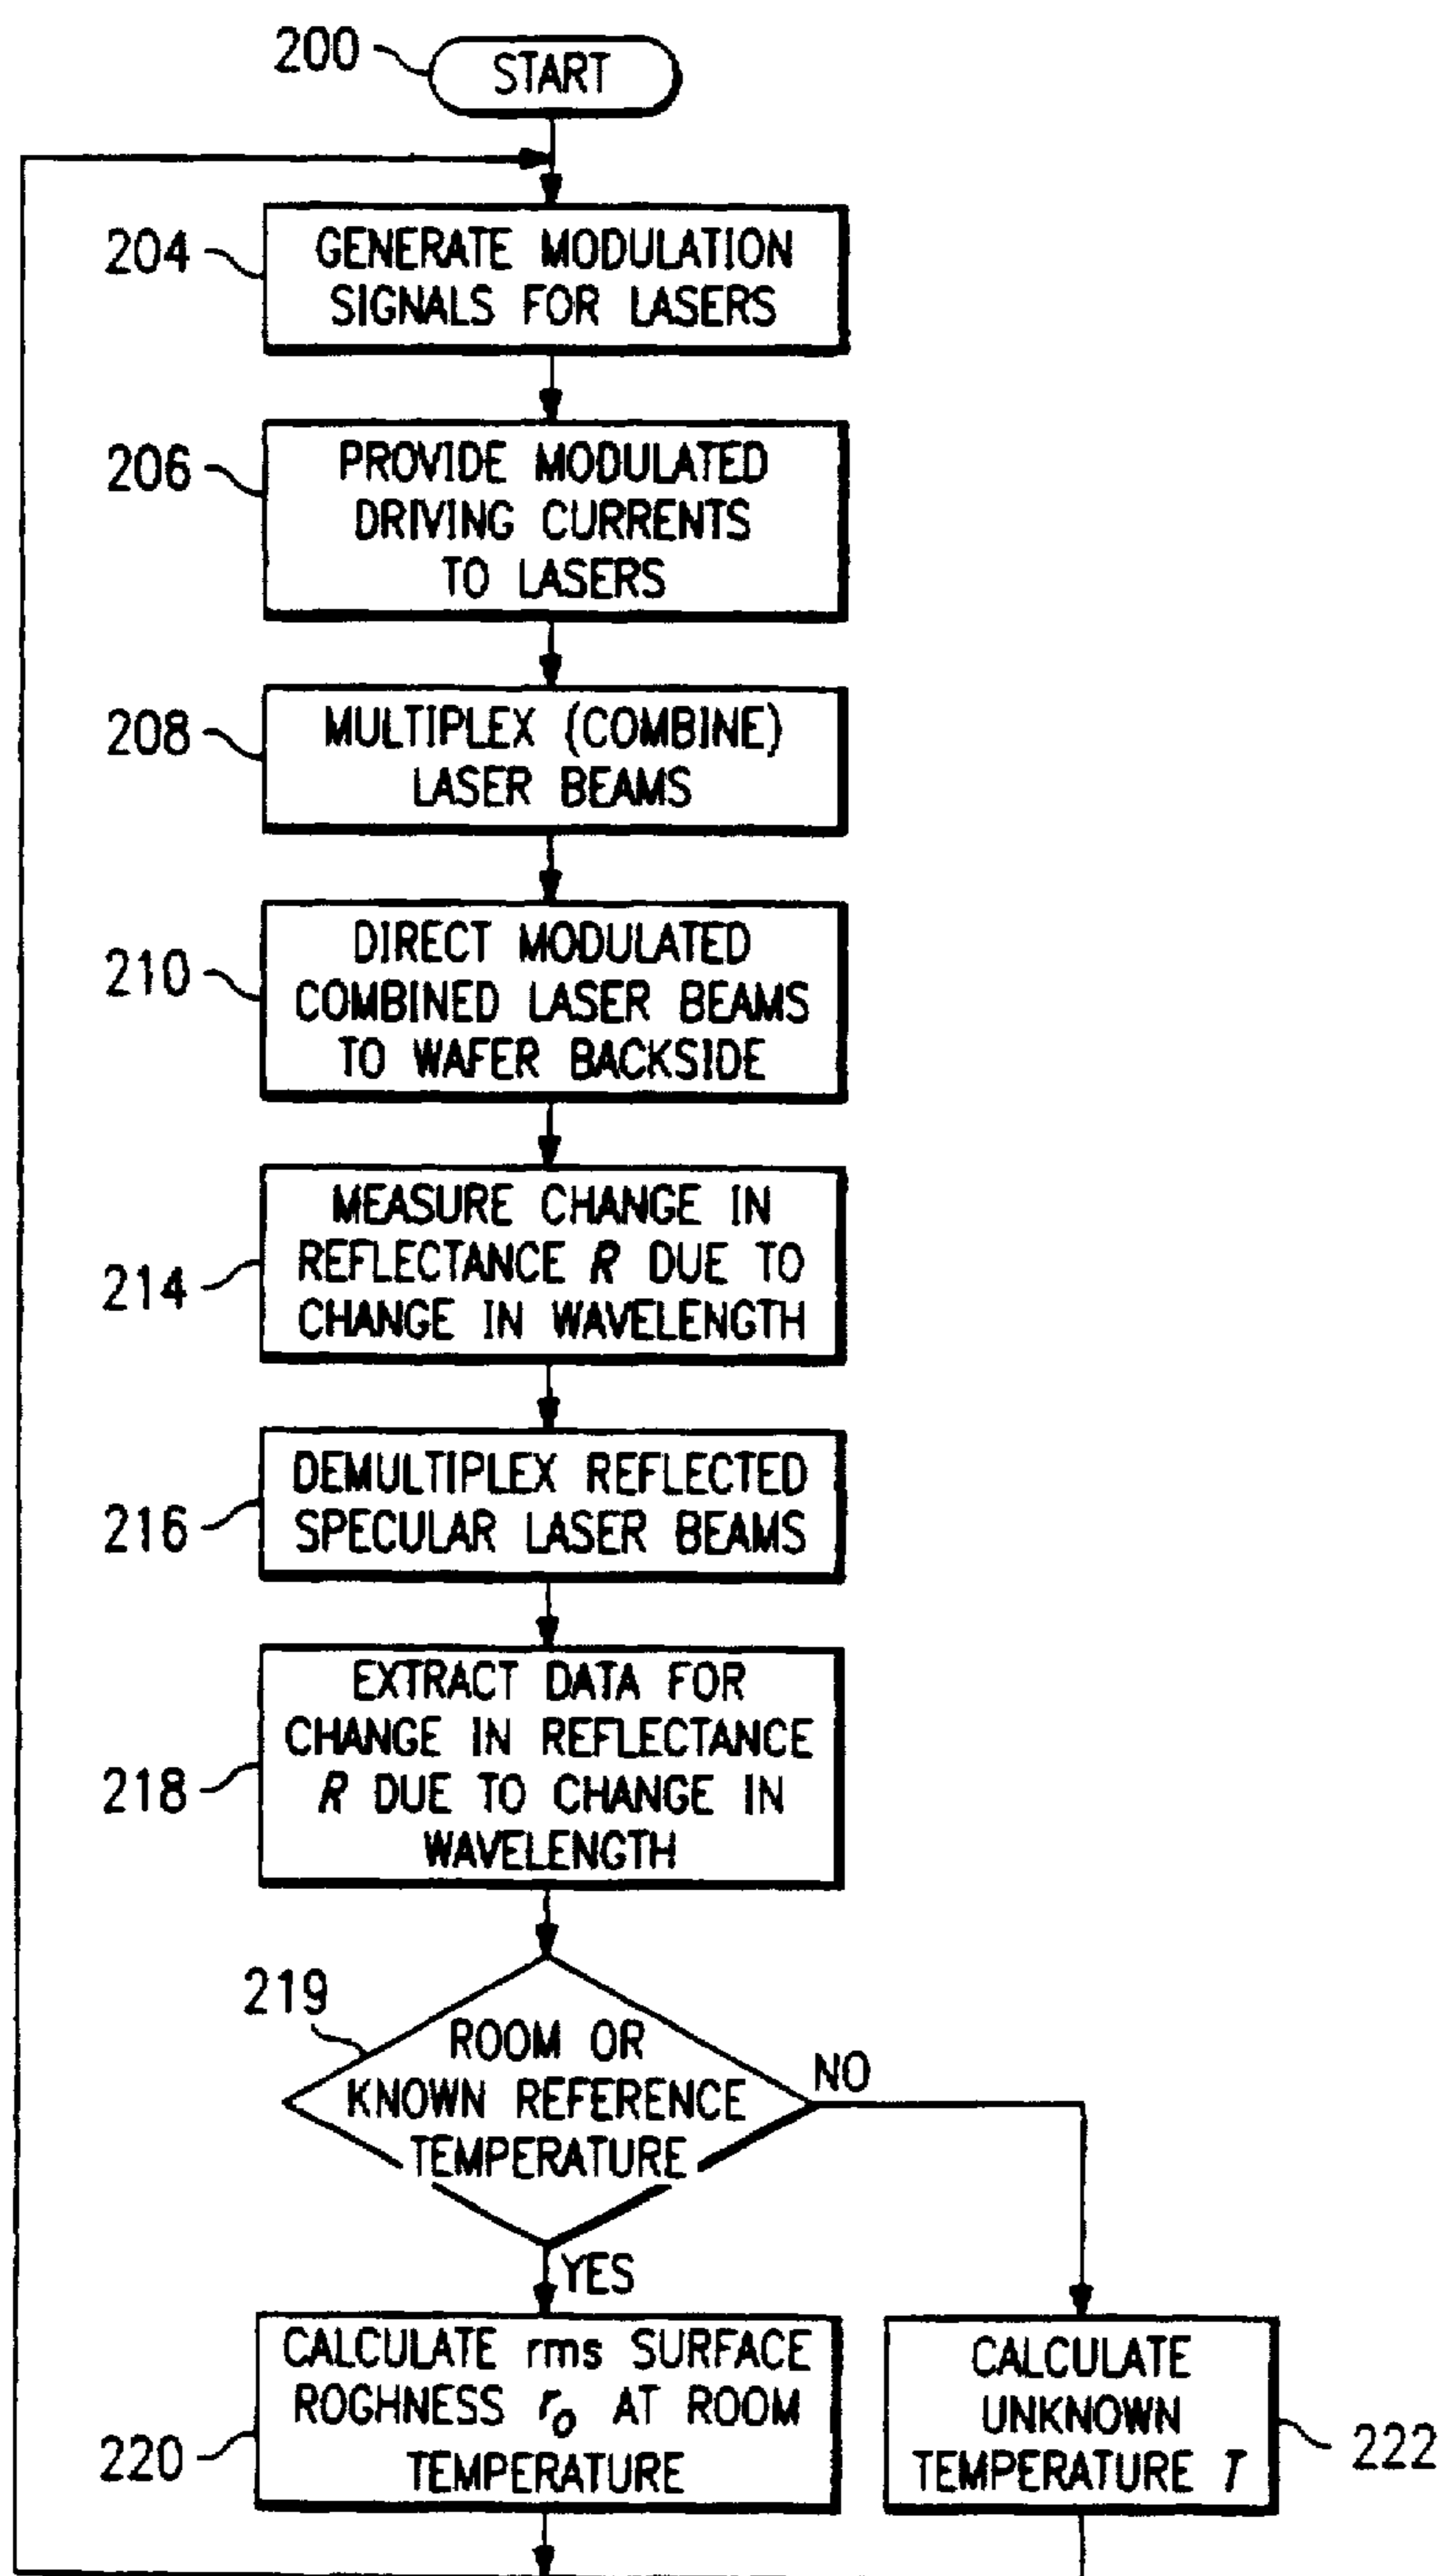 200
START
204
GENERATE MODULATION
SIGNALS FOR LASERS
206
PROVIDE MODULATED
DRIVING CURRENTS
TO LASERS
208
MULTIPLEX (COMBINE)
LASER BEAMS
210
DIRECT MODULATED
COMBINED LASER BEAMS
TO WAFER BACKSIDE
214
MEASURE CHANGE IN
REFLECTANCE R DUE TO
CHANGE IN WAVELENGTH
216
DEMULTIPLEX REFLECTED
SPECULAR LASER BEAMS
218
EXTRACT DATA FOR
CHANGE IN REFLECTANCE
R DUE TO CHANGE IN
WAVELENGTH
219
ROOM OR
KNOWN REFERENCE
TEMPERATURE
NO
YES
220
CALCULATE rms SURFACE
ROGHNESS ro AT ROOM
TEMPERATURE
CALCULATE
UNKNOWN
TEMPERATURE T
222